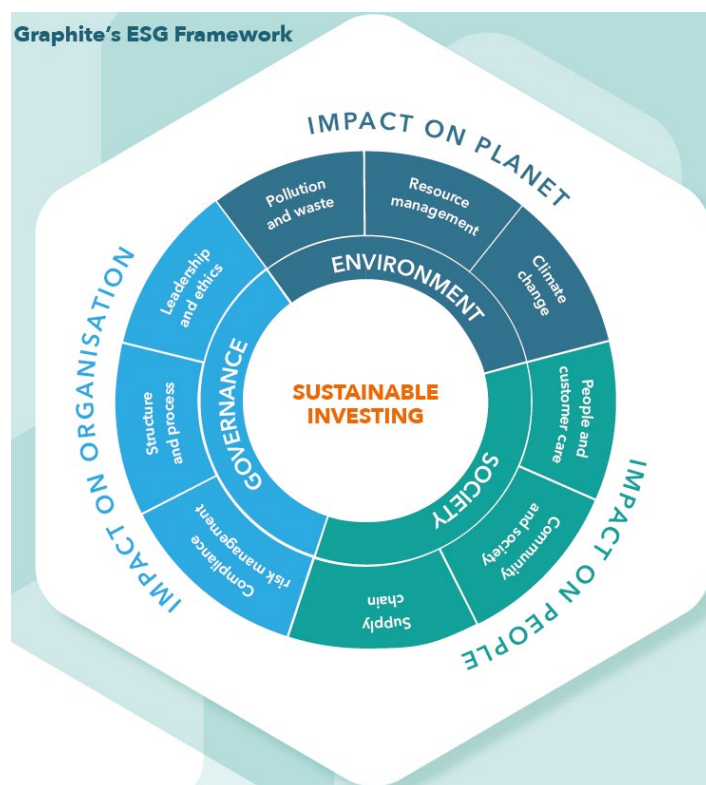 Graphite's ESG Framework
IMPACT ON PLANET
Pollution
and waste
Resource
management
Climate
change
ENVIRONMENT
IMPACT ON ORGANISATION
Leadership
and ethics
Structure
and process
Compliance
risk management
GOVERNANCE
SUSTAINABLE
INVESTING
SOCIETY
People and
customer care
Community
and society
Supply
chain
IMPACT ON PEOPLE